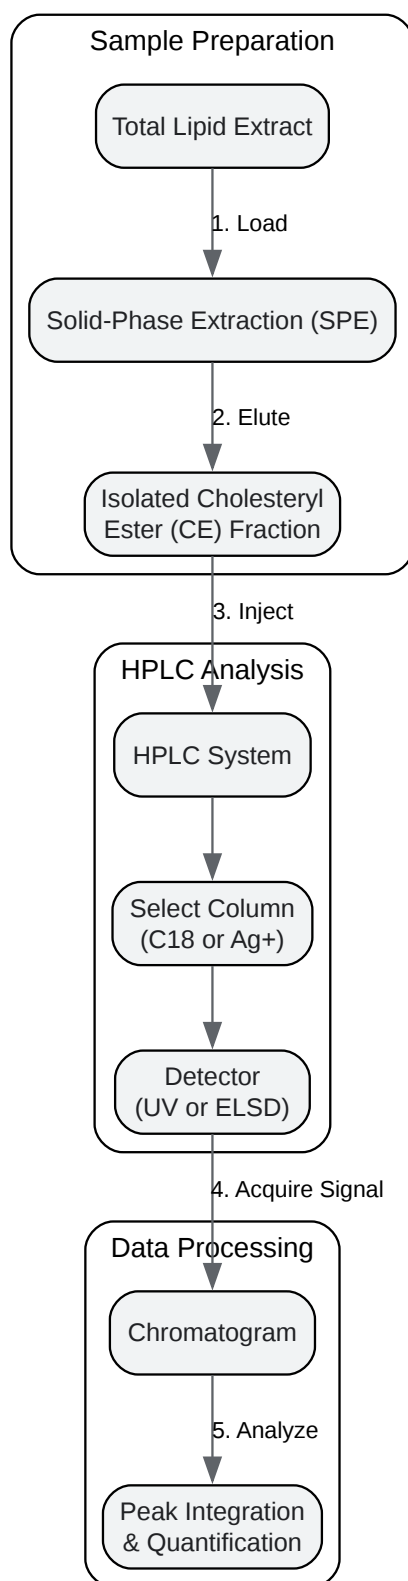 Sample Preparation
Total Lipid Extract
1. Load
Solid-Phase Extraction (SPE)
2. Elute
Isolated Cholesteryl
Ester (CE) Fraction
3. Inject
HPLC Analysis
HPLC System
Select Column
(C18 or Ag+)
Detector
(UV or ELSD)
4. Acquire Signal
Data Processing
Chromatogram
5. Analyze
Peak Integration
& Quantification